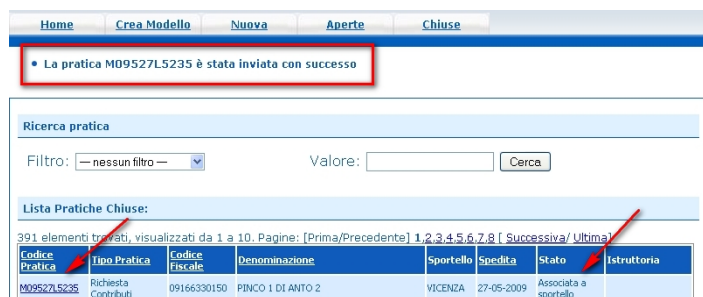 Home Crea Modello Nuova Aperte Chiuse
• La pratica M09527L5235 è stata inviata con successo
Ricerca pratica
Filtro: — nessun filtro — Valore: Cerca
Lista Pratiche Chiuse:
391 elementi trovati, visualizzati da 1 a 10. Pagine: [Prima/Precedente] 1,2,3,4,5,6,7,8 [ Successiva/ Ultima]
Codice Pratica Tipo Pratica Codice Fiscale Denominazione Sportello Spedita Stato Istruttoria
M09527L5235 Richiesta Contributi 09166330150 PINCO 1 DI ANTO 2 VICENZA 27-05-2009 Associata a sportello